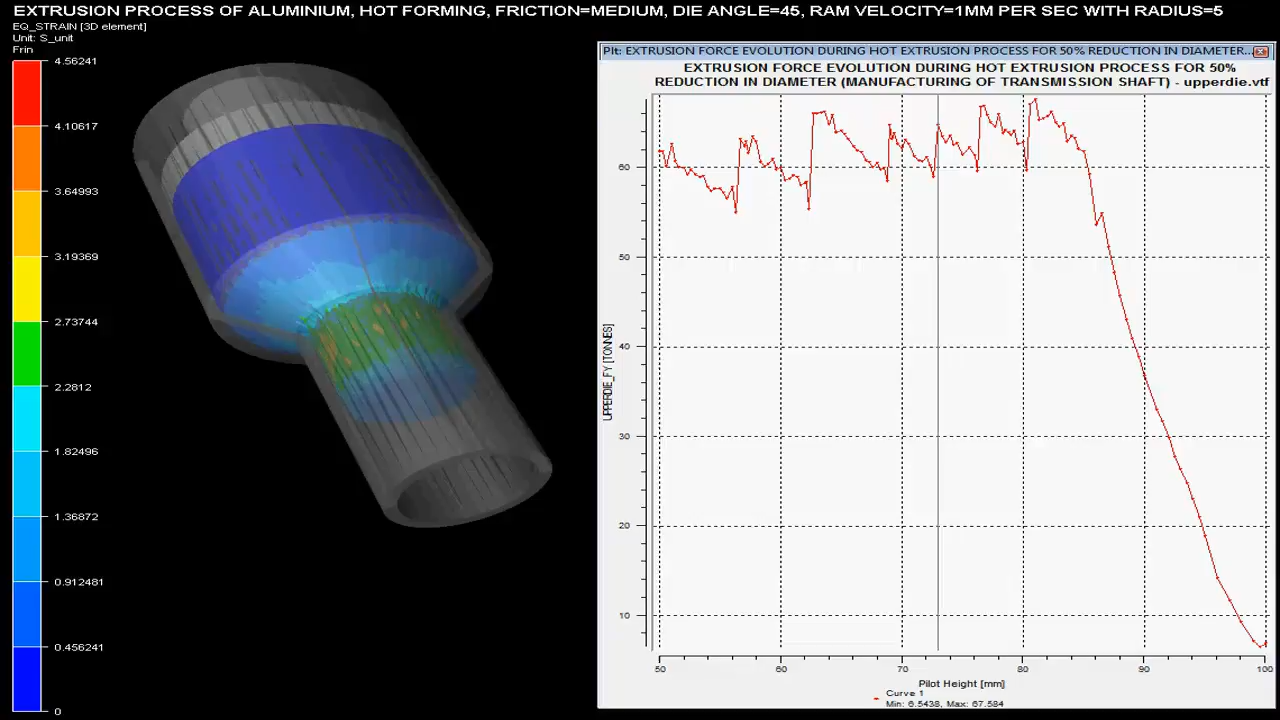 EXTRUSION PROCESS OF ALUMINIUM, HOT FORMING, FRICTION=MEDIUM, DIE ANGLE=45, RAM VELOCITY=1MM PER SEC WITH RADIUS=5
EQ_STRAIN [3D element]
Unit: S_unit
Frin
4.56241
4.10617
3.64993
3.19369
2.73744
2.2812
1.82496
1.36872
0.912481
0.456241
0
Plt: EXTRUSION FORCE EVOLUTION DURING HOT EXTRUSION PROCESS FOR 50% REDUCTION IN DIAMETER...
EXTRUSION FORCE EVOLUTION DURING HOT EXTRUSION PROCESS FOR 50%
REDUCTION IN DIAMETER (MANUFACTURING OF TRANSMISSION SHAFT) - upperdie.vtf
UPPERDIE_FY [TONNES]
60
50
40
30
20
10
50 60 70 80 90 100
Pilot Height [mm]
Curve 1
Min: 6.5438, Max: 67.584